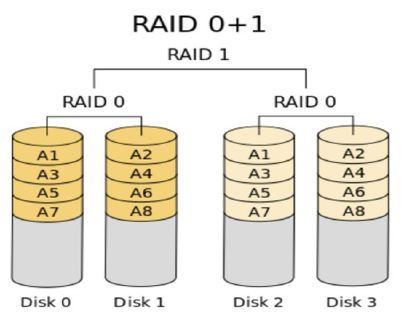 RAID 0+1
RAID 1
RAID 0 RAID 0
A1 A2 A1 A2
A3 A4 A3 A4
A5 A6 A5 A6
A7 A8 A7 A8
Disk 0 Disk 1 Disk 2 Disk 3